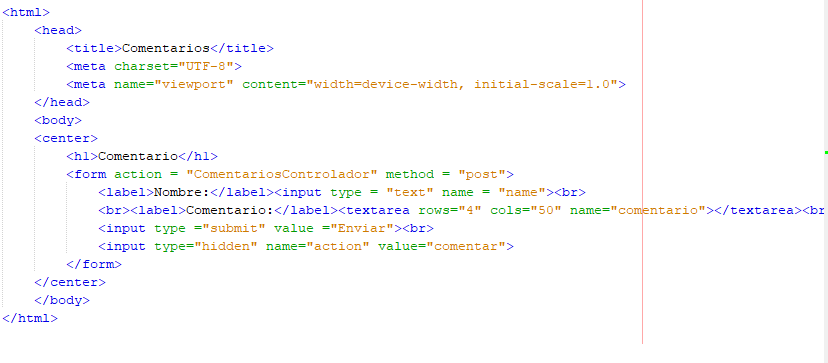 <html>
<head>
<title>Comentarios</title>
<meta charset="UTF-8">
<meta name="viewport" content="width=device-width, initial-scale=1.0">
</head>
<body>
<center>
<h1>Comentario</h1>
<form action = "ComentariosControlador" method = "post">
<label>Nombre:</label><input type = "text" name = "name"><br>
<br><label>Comentario:</label><textarea rows="4" cols="50" name="comentario"></textarea><br
<input type ="submit" value ="Enviar"><br>
<input type="hidden" name="action" value="comentar">
</form>
</center>
</body>
</html>